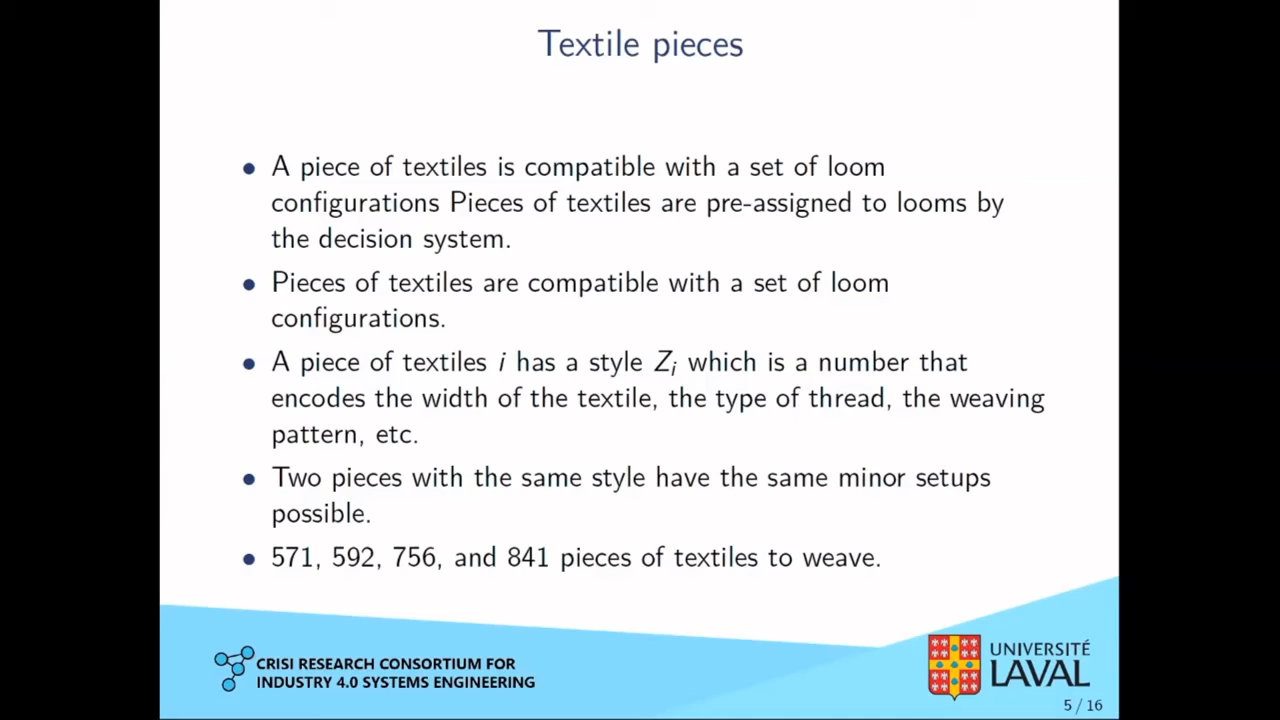 Textile pieces
• A piece of textiles is compatible with a set of loom
configurations Pieces of textiles are pre-assigned to looms by
the decision system.
• Pieces of textiles are compatible with a set of loom
configurations.
• A piece of textiles i has a style Zᵢ which is a number that
encodes the width of the textile, the type of thread, the weaving
pattern, etc.
• Two pieces with the same style have the same minor setups
possible.
• 571, 592, 756, and 841 pieces of textiles to weave.
CRISI RESEARCH CONSORTIUM FOR
INDUSTRY 4.0 SYSTEMS ENGINEERING
UNIVERSITÉ
LAVAL
5 / 16